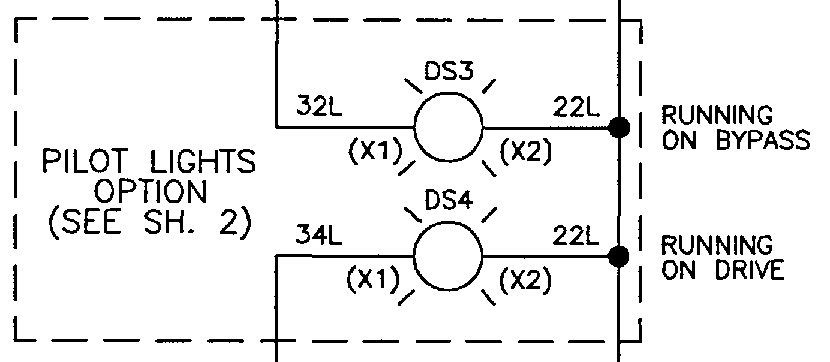 DS3
32L
22L
(X1)
(X2)
RUNNING
ON BYPASS
PILOT LIGHTS
OPTION
(SEE SH. 2)
DS4
34L
22L
(X1)
(X2)
RUNNING
ON DRIVE